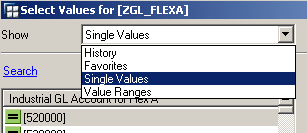 Select Values for [ZGL_FLEXA]
Show Single Values
History
Favorites
Single Values
Value Ranges
Search
Industrial GL Account for Flex A
[520000]
[530000]